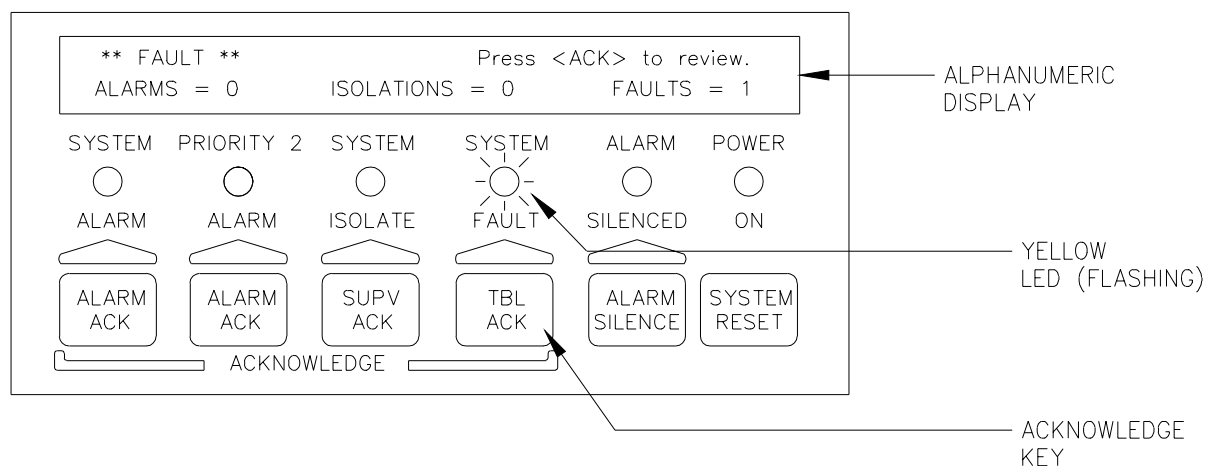 ** FAULT ** Press <ACK> to review.
ALARMS = 0 ISOLATIONS = 0 FAULTS = 1
ALPHANUMERIC
DISPLAY
SYSTEM PRIORITY 2 SYSTEM SYSTEM ALARM POWER
ALARM ALARM ISOLATE FAULT SILENCED ON
YELLOW
LED (FLASHING)
ALARM ACK
ALARM ACK
SUPV ACK
TBL ACK
ALARM SILENCE
SYSTEM RESET
ACKNOWLEDGE
ACKNOWLEDGE
KEY